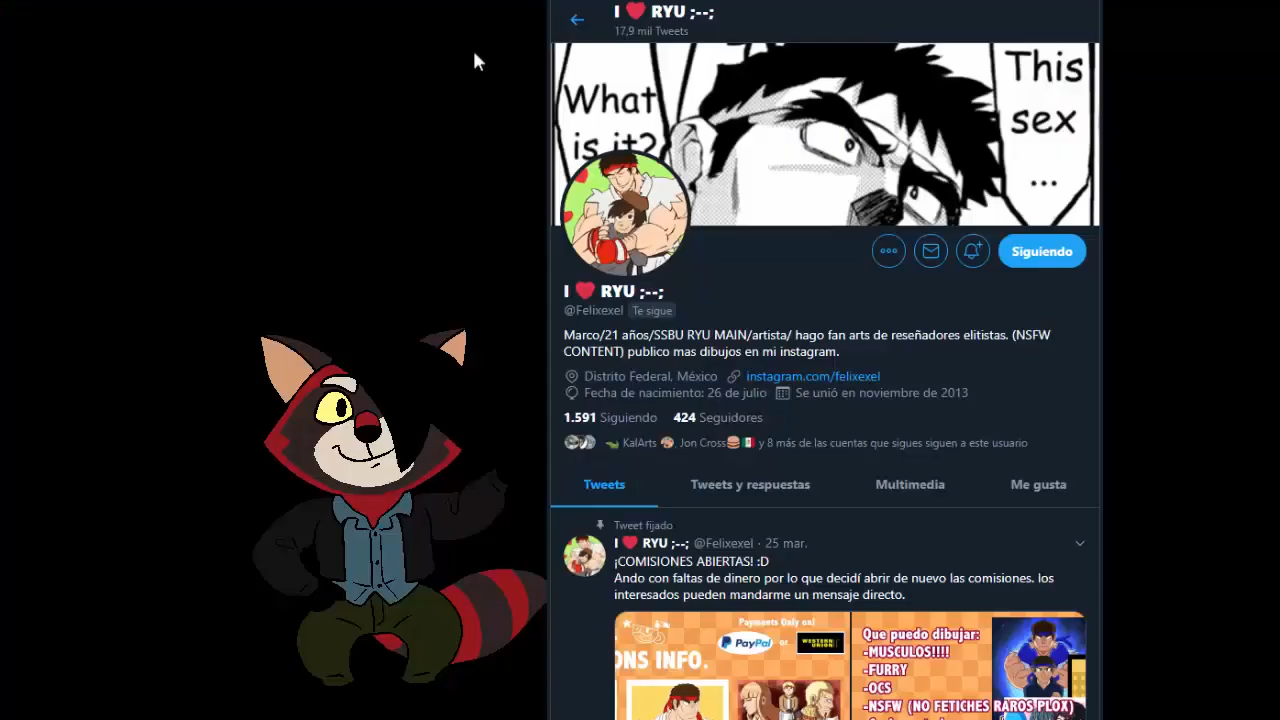 I ❤️ RYU ;--;
17,9 mil Tweets
What is it?
This sex ...
Siguiendo
I ❤️ RYU ;--;
@Felixexel Te sigue
Marco/21 años/SSBU RYU MAIN/artista/ hago fan arts de reseñadores elitistas. (NSFW
CONTENT) publico mas dibujos en mi instagram.
Distrito Federal, México instagram.com/felixexel
Fecha de nacimiento: 26 de julio Se unió en noviembre de 2013
1.591 Siguiendo 424 Seguidores
KalArts Jon Cross🍔🇲🇽 y 8 más de las cuentas que sigues siguen a este usuario
Tweets Tweets y respuestas Multimedia Me gusta
Tweet fijado
I ❤️ RYU ;--; @Felixexel · 25 mar.
¡COMISIONES ABIERTAS! :D
Ando con faltas de dinero por lo que decidí abrir de nuevo las comisiones. los
interesados pueden mandarme un mensaje directo.
Payments Only on!
PayPal or WESTERN UNION
ONS INFO.
Que puedo dibujar:
-MUSCULOS!!!!
-FURRY
-OCS
-NSFW (NO FETICHES RAROS PLOX)